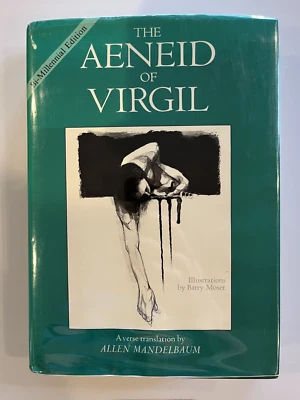 THE
AENEID
OF
VIRGIL
Bi-Millennial Edition
Illustrations
by Barry Moser
A verse translation by
ALLEN MANDELBAUM